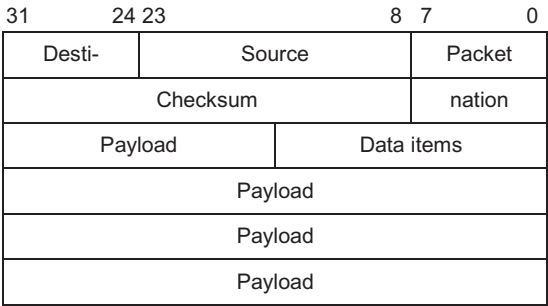 31 24 23 8 7 0
Desti- Source Packet
Checksum nation
Payload Data items
Payload
Payload
Payload